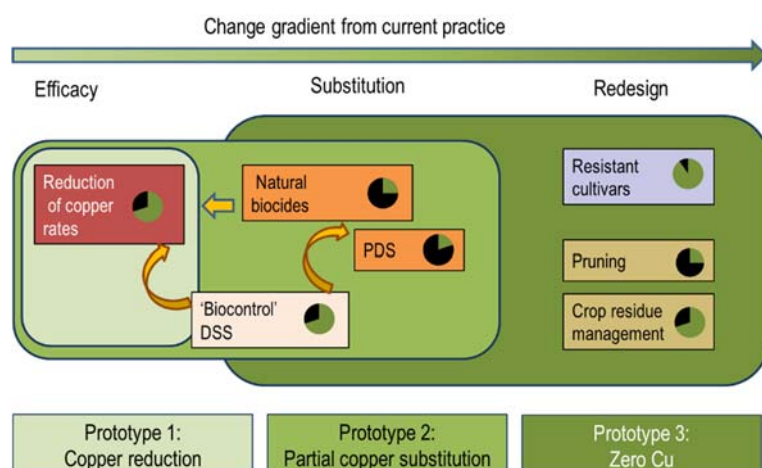 Change gradient from current practice
Efficacy
Substitution
Redesign
Reduction
of copper
rates
Natural
biocides
PDS
'Biocontrol'
DSS
Resistant
cultivars
Pruning
Crop residue
management
Prototype 1:
Copper reduction
Prototype 2:
Partial copper substitution
Prototype 3:
Zero Cu